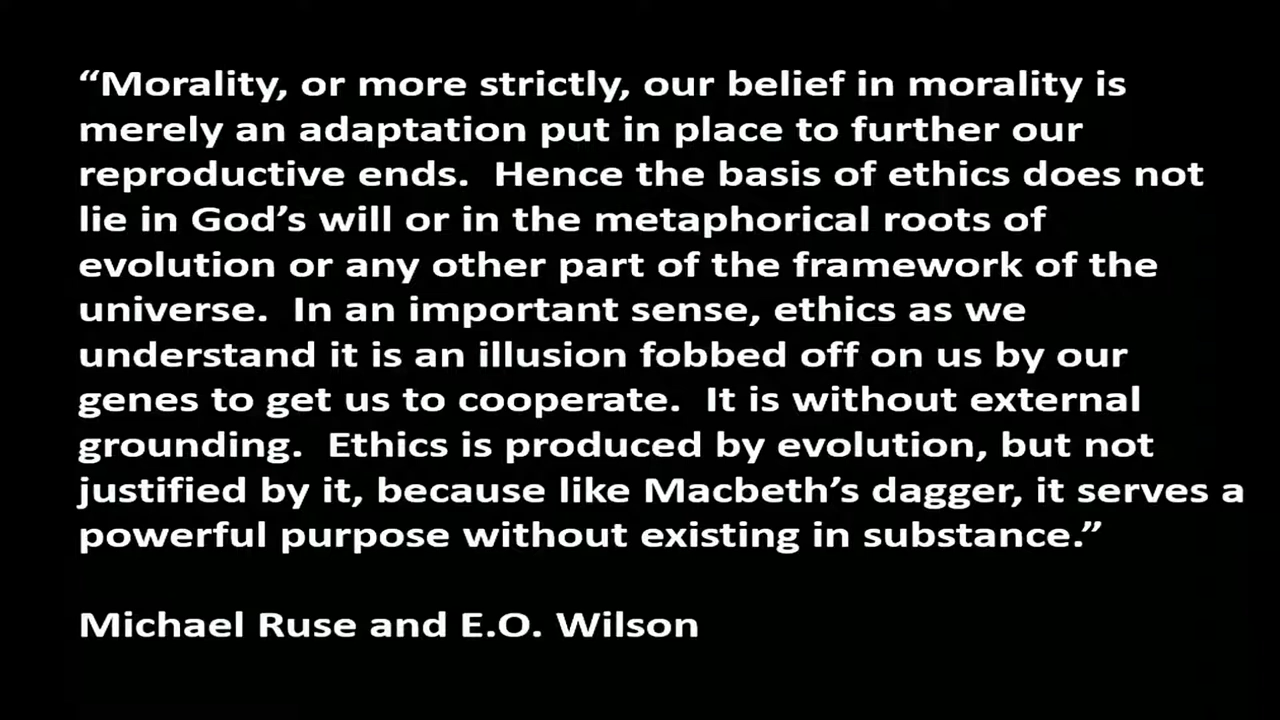 “Morality, or more strictly, our belief in morality is
merely an adaptation put in place to further our
reproductive ends.  Hence the basis of ethics does not
lie in God’s will or in the metaphorical roots of
evolution or any other part of the framework of the
universe.  In an important sense, ethics as we
understand it is an illusion fobbed off on us by our
genes to get us to cooperate.  It is without external
grounding.  Ethics is produced by evolution, but not
justified by it, because like Macbeth’s dagger, it serves a
powerful purpose without existing in substance.”
Michael Ruse and E.O. Wilson